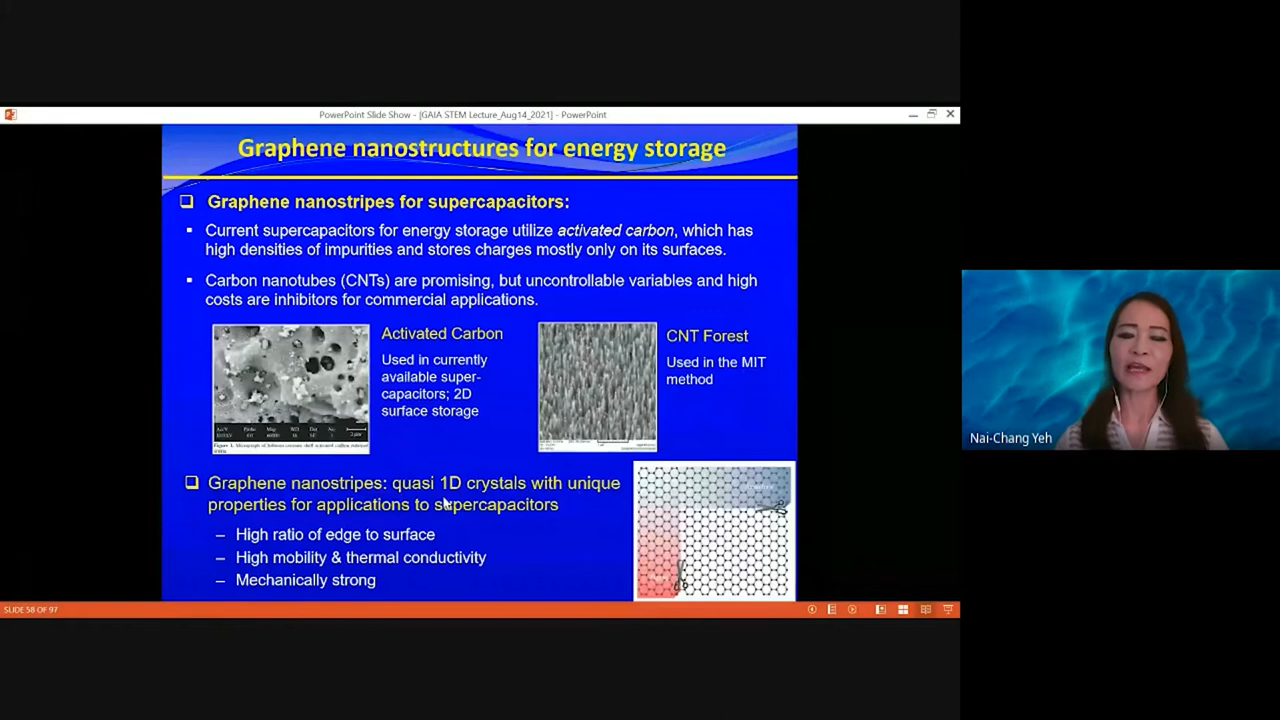 PowerPoint Slide Show - [GAIA STEM Lecture_Aug14_2021] - PowerPoint
Graphene nanostructures for energy storage
Graphene nanostripes for supercapacitors:
Current supercapacitors for energy storage utilize activated carbon, which has
high densities of impurities and stores charges mostly only on its surfaces.
Carbon nanotubes (CNTs) are promising, but uncontrollable variables and high
costs are inhibitors for commercial applications.
Activated Carbon
Used in currently
available super-
capacitors; 2D
surface storage
CNT Forest
Used in the MIT
method
Graphene nanostripes: quasi 1D crystals with unique
properties for applications to supercapacitors
– High ratio of edge to surface
– High mobility & thermal conductivity
– Mechanically strong
SLIDE 58 OF 97
Nai-Chang Yeh